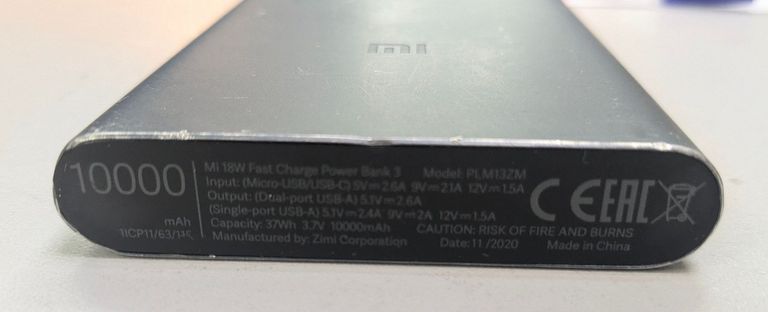 mi
10000
mAh
1ICP11/63/135
Mi 18W Fast Charge Power Bank 3 Model: PLM13ZM
Input: (Micro-USB/USB-C) 5V⎓2.6A 9V⎓2.1A 12V⎓1.5A
Output: (Dual-port USB-A) 5.1V⎓2.6A
(Single-port USB-A) 5.1V⎓2.4A 9V⎓2A 12V⎓1.5A
Capacity: 37Wh 3.7V 10000mAh
Manufactured by: Zimi Corporation
CE EAC
CAUTION: RISK OF FIRE AND BURNS
Date: 11/2020 Made in China